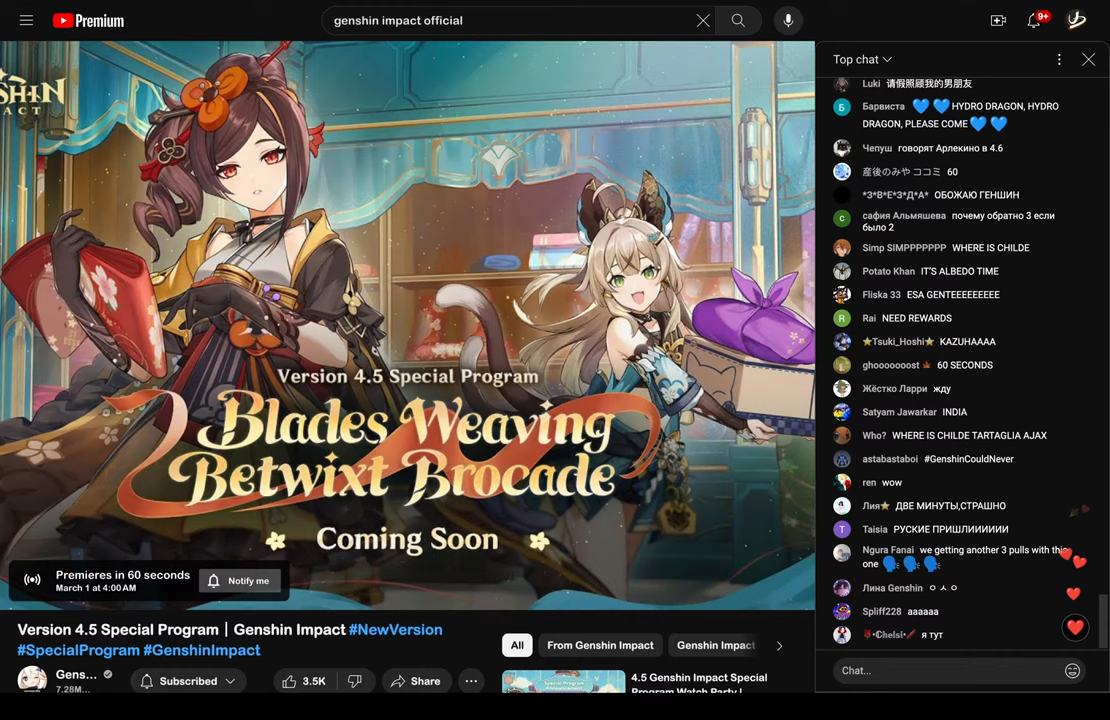 Premium
genshin impact official
9+
SHIN
ACT
Version 4.5 Special Program
Blades Weaving
Betwixt Brocade
Coming Soon
Premieres in 60 seconds
March 1 at 4:00 AM
Notify me
Version 4.5 Special Program | Genshin Impact #NewVersion
#SpecialProgram #GenshinImpact
Gens...
7.28M...
Subscribed
3.5K
Share
All
From Genshin Impact
Genshin Impact
4.5 Genshin Impact Special
Program Watch Party |
Top chat
Luki 请假照顾我的男朋友
Барвиста 💙 💙 HYDRO DRAGON, HYDRO
DRAGON, PLEASE COME 💙 💙
Чепуш говорят Арлекино в 4.6
産後のみや ココミ 60
*З*В*Е*З*Д*А* ОБОЖАЮ ГЕНШИН
сафия Альмяшева почему обратно 3 если
было 2
Simp SIMPPPPPPP WHERE IS CHILDE
Potato Khan IT'S ALBEDO TIME
Fliska 33 ESA GENTEEEEEEEE
Rai NEED REWARDS
⭐Tsuki_Hoshi⭐ KAZUHAAAA
ghooooooost 🍁 60 SECONDS
Жёстко Ларри жду
Satyam Jawarkar INDIA
Who? WHERE IS CHILDE TARTAGLIA AJAX
astabastaboi #GenshinCouldNever
ren wow
Лия⭐ ДВЕ МИНУТЫ,СТРАШНО
Taisia РУСКИЕ ПРИШЛИИИИИИ
Ngura Fanai we getting another 3 pulls with this
one 🗣 🗣 🗣
Лина Genshin ㅇㅅㅇ
Spliff228 aaaaaa
•ℂhelsi• я тут
Chat...